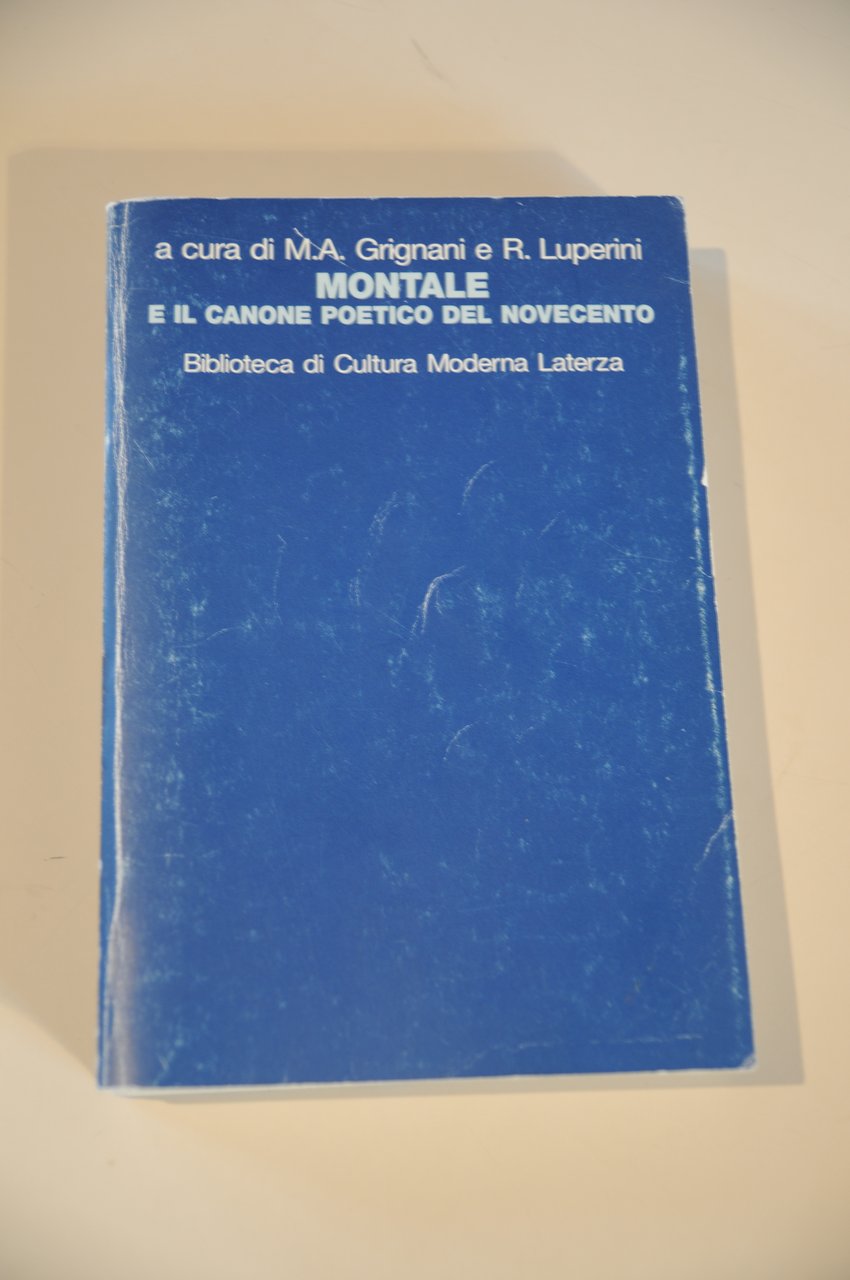 a cura di M.A. Grignani e R. Luperini
MONTALE
E IL CANONE POETICO DEL NOVECENTO
Biblioteca di Cultura Moderna Laterza